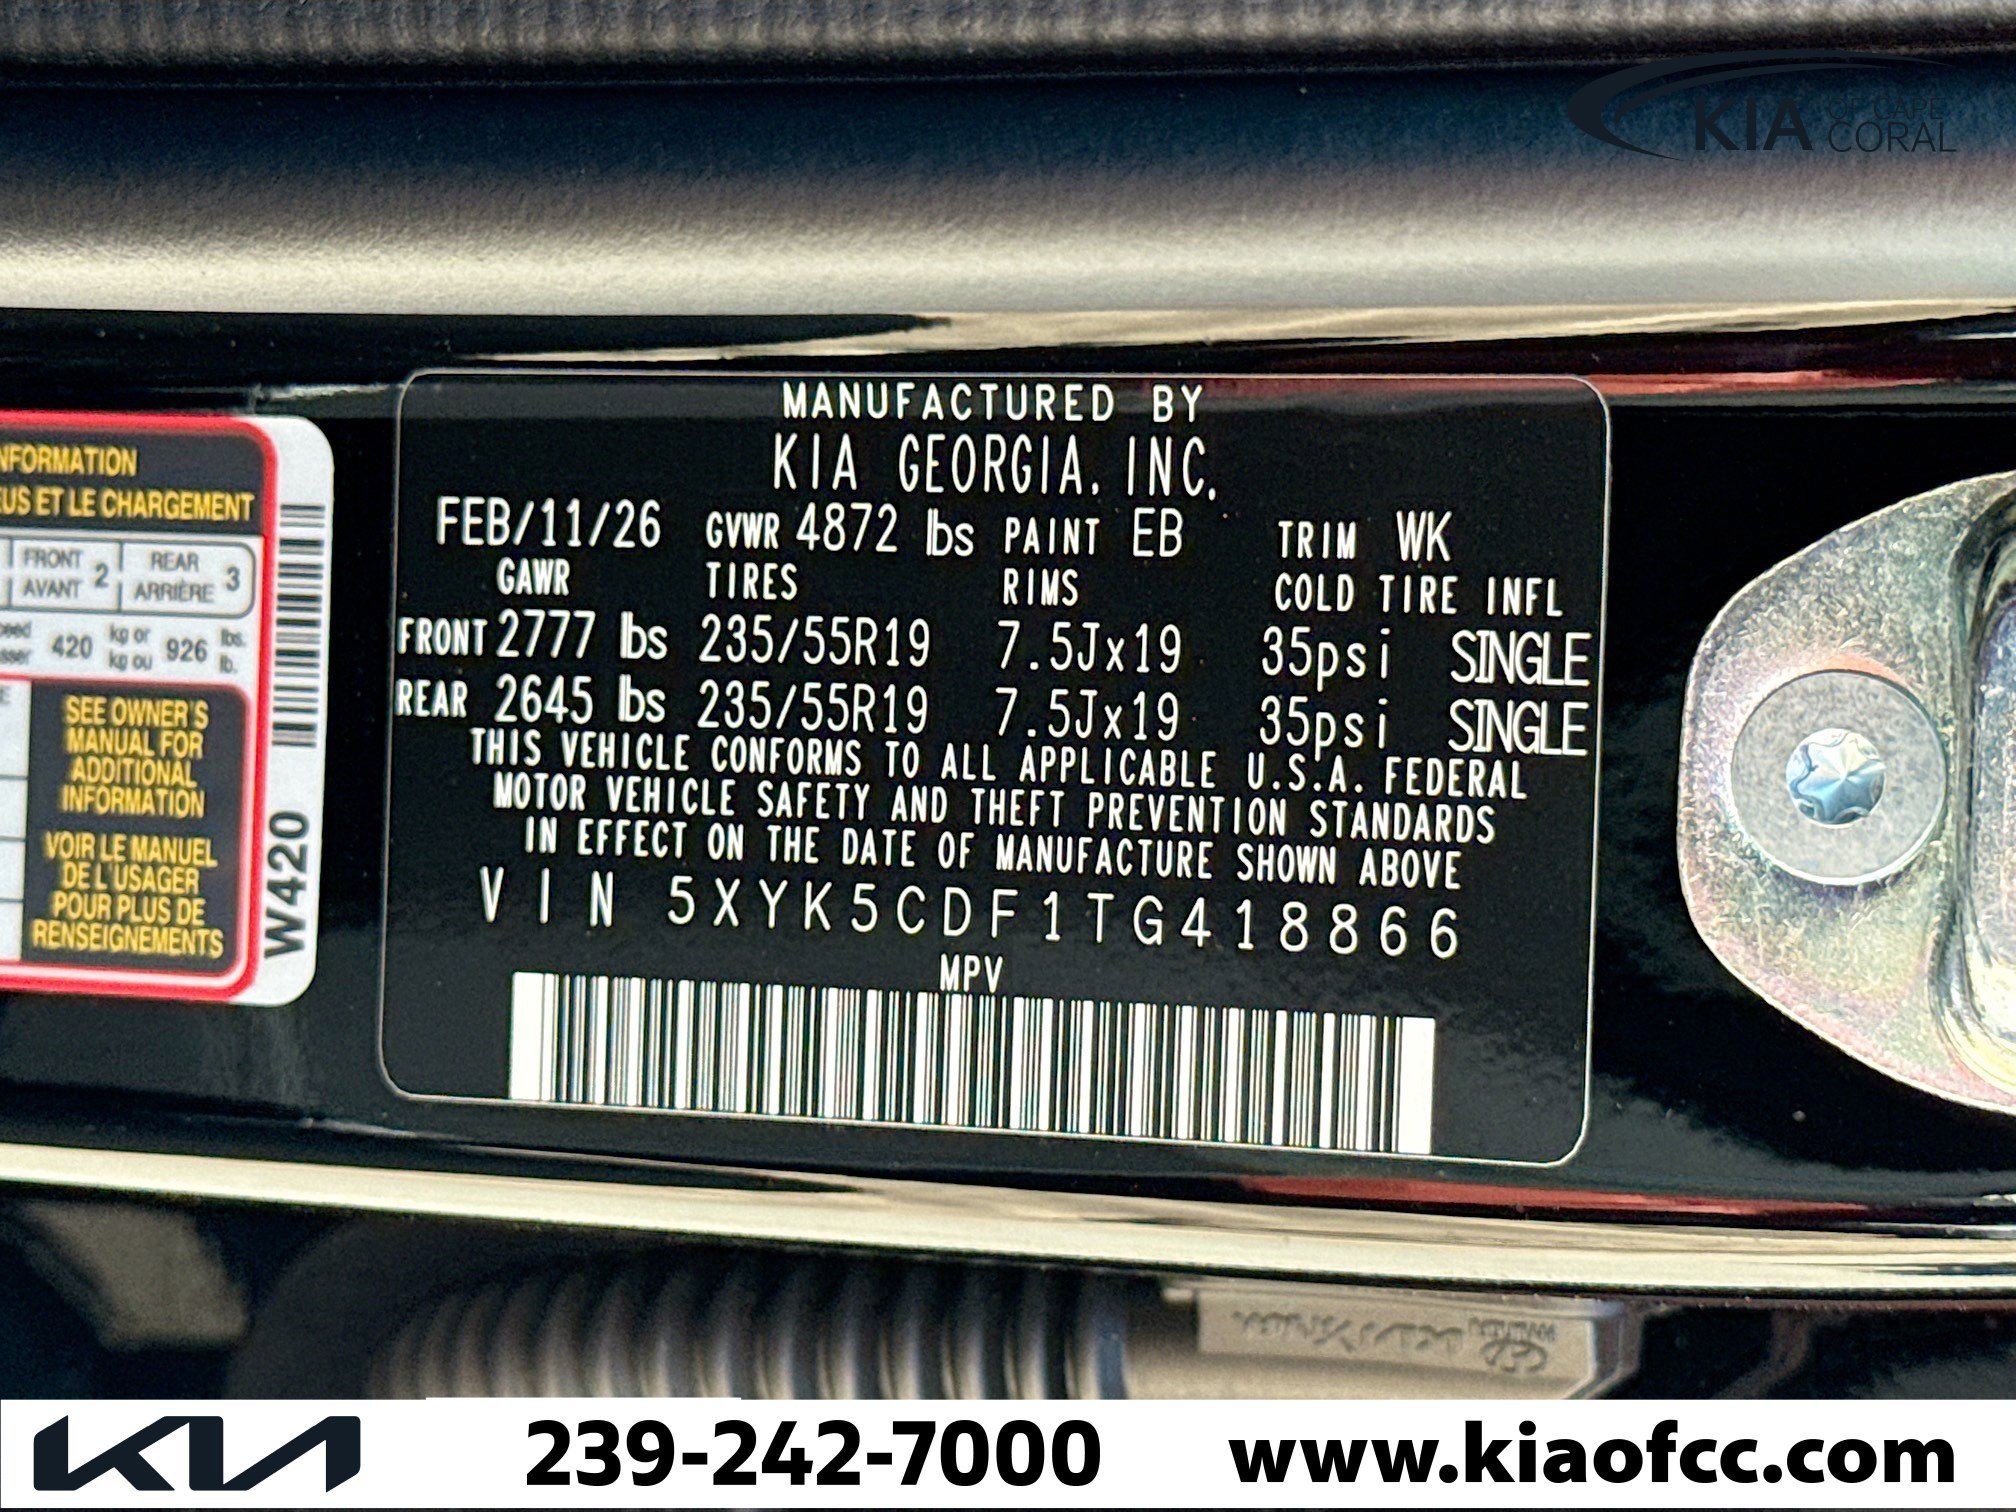 KIA OF CAPE CORAL
MANUFACTURED BY
KIA GEORGIA, INC.
FEB/11/26 GVWR 4872 lbs PAINT EB TRIM WK
GAWR TIRES RIMS COLD TIRE INFL
FRONT 2777 lbs 235/55R19 7.5Jx19 35psi SINGLE
REAR 2645 lbs 235/55R19 7.5Jx19 35psi SINGLE
THIS VEHICLE CONFORMS TO ALL APPLICABLE U.S.A. FEDERAL
MOTOR VEHICLE SAFETY AND THEFT PREVENTION STANDARDS
IN EFFECT ON THE DATE OF MANUFACTURE SHOWN ABOVE
VIN 5XYK5CDF1TG418866
MPV
NFORMATION
EUS ET LE CHARGEMENT
FRONT 2 REAR 3
AVANT ARRIÈRE
420 kg or 926 lbs.
kg ou lb.
SEE OWNER'S
MANUAL FOR
ADDITIONAL
INFORMATION
VOIR LE MANUEL
DE L'USAGER
POUR PLUS DE
RENSEIGNEMENTS
W420
KIA 239-242-7000 www.kiaofcc.com